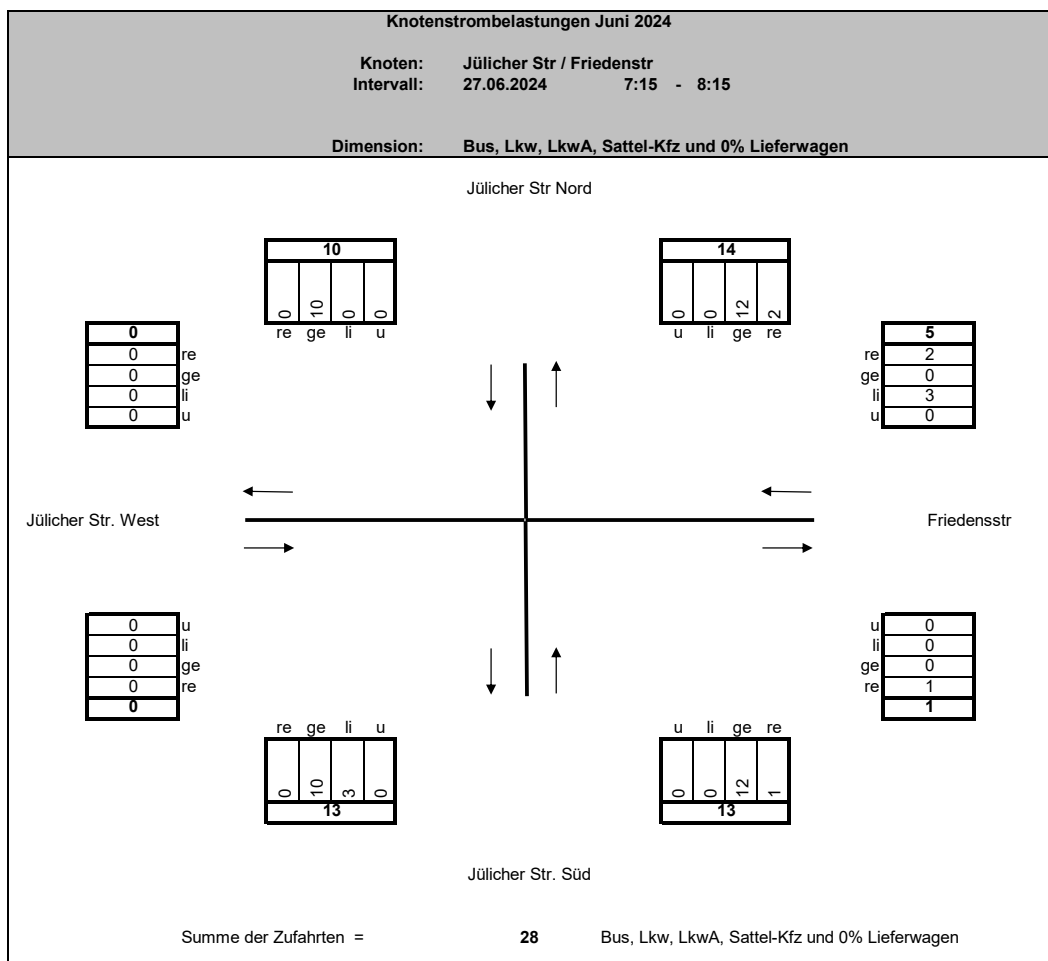 Knotenstrombelastungen Juni 2024
Knoten: Jülicher Str / Friedenstr
Intervall: 27.06.2024 7:15 - 8:15
Dimension: Bus, Lkw, LkwA, Sattel-Kfz und 0% Lieferwagen
Jülicher Str Nord
10
0 10 0 0
re ge li u
14
0 0 12 2
u li ge re
0
0 re
0 ge
0 li
0 u
5
re 2
ge 0
li 3
u 0
Jülicher Str. West
Friedensstr
0 u
0 li
0 ge
0 re
0
u 0
li 0
ge 0
re 1
1
re ge li u
0 10 3 0
13
u li ge re
0 0 12 1
13
Jülicher Str. Süd
Summe der Zufahrten = 28 Bus, Lkw, LkwA, Sattel-Kfz und 0% Lieferwagen